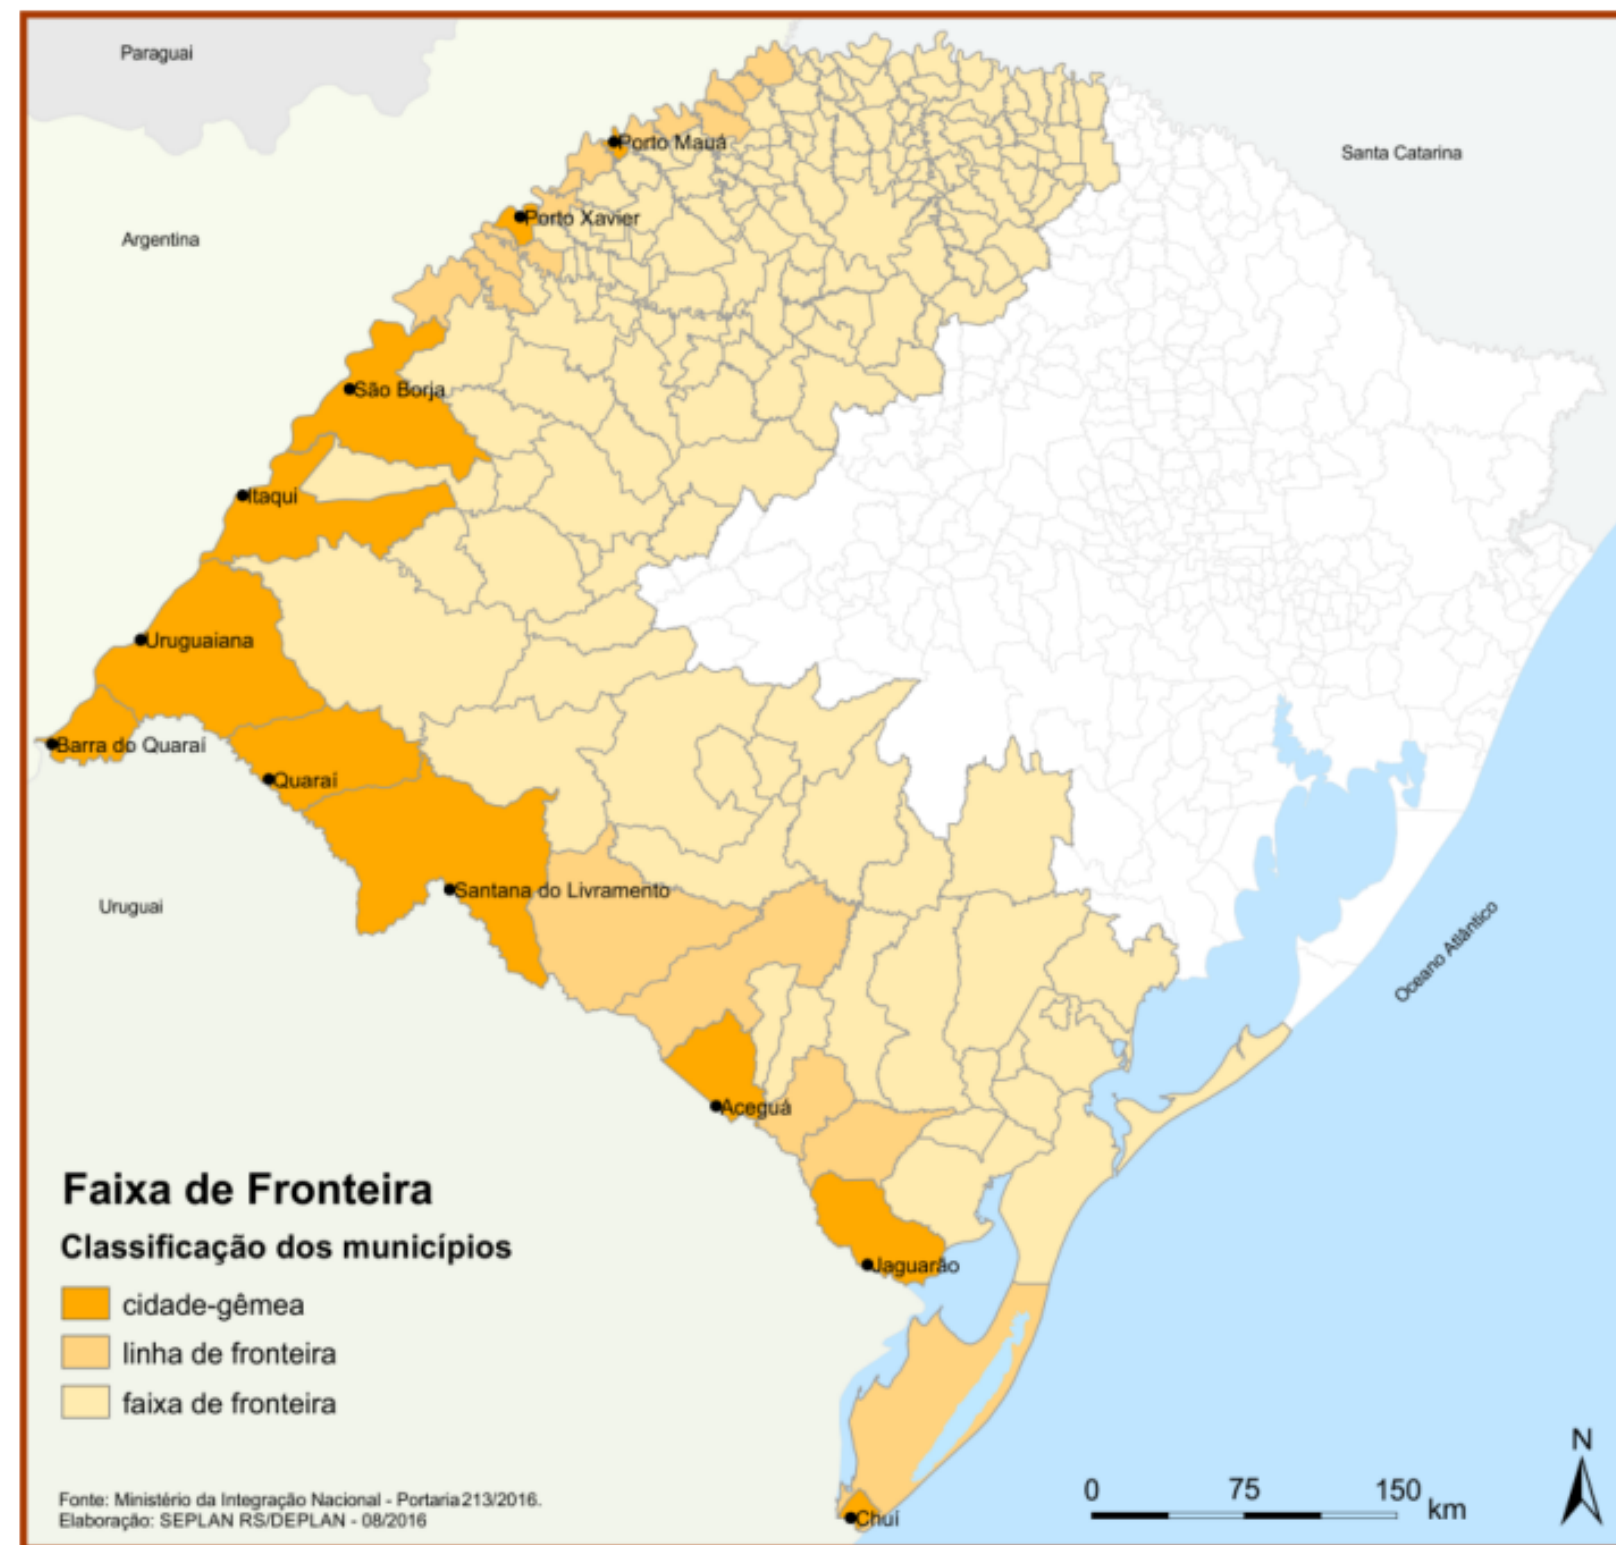 Paraguai
Porto Mauá
Santa Catarina
Porto Xavier
Argentina
São Borja
Itaqui
Uruguaiana
Barra do Quaraí
Quaraí
Santana do Livramento
Uruguai
Oceano Atlântico
Aceguá
Jaguarão
Chuí
Faixa de Fronteira
Classificação dos municípios
cidade-gêmea
linha de fronteira
faixa de fronteira
Fonte: Ministério da Integração Nacional - Portaria 213/2016.
Elaboração: SEPLAN RS/DEPLAN - 08/2016
0 75 150 km
N